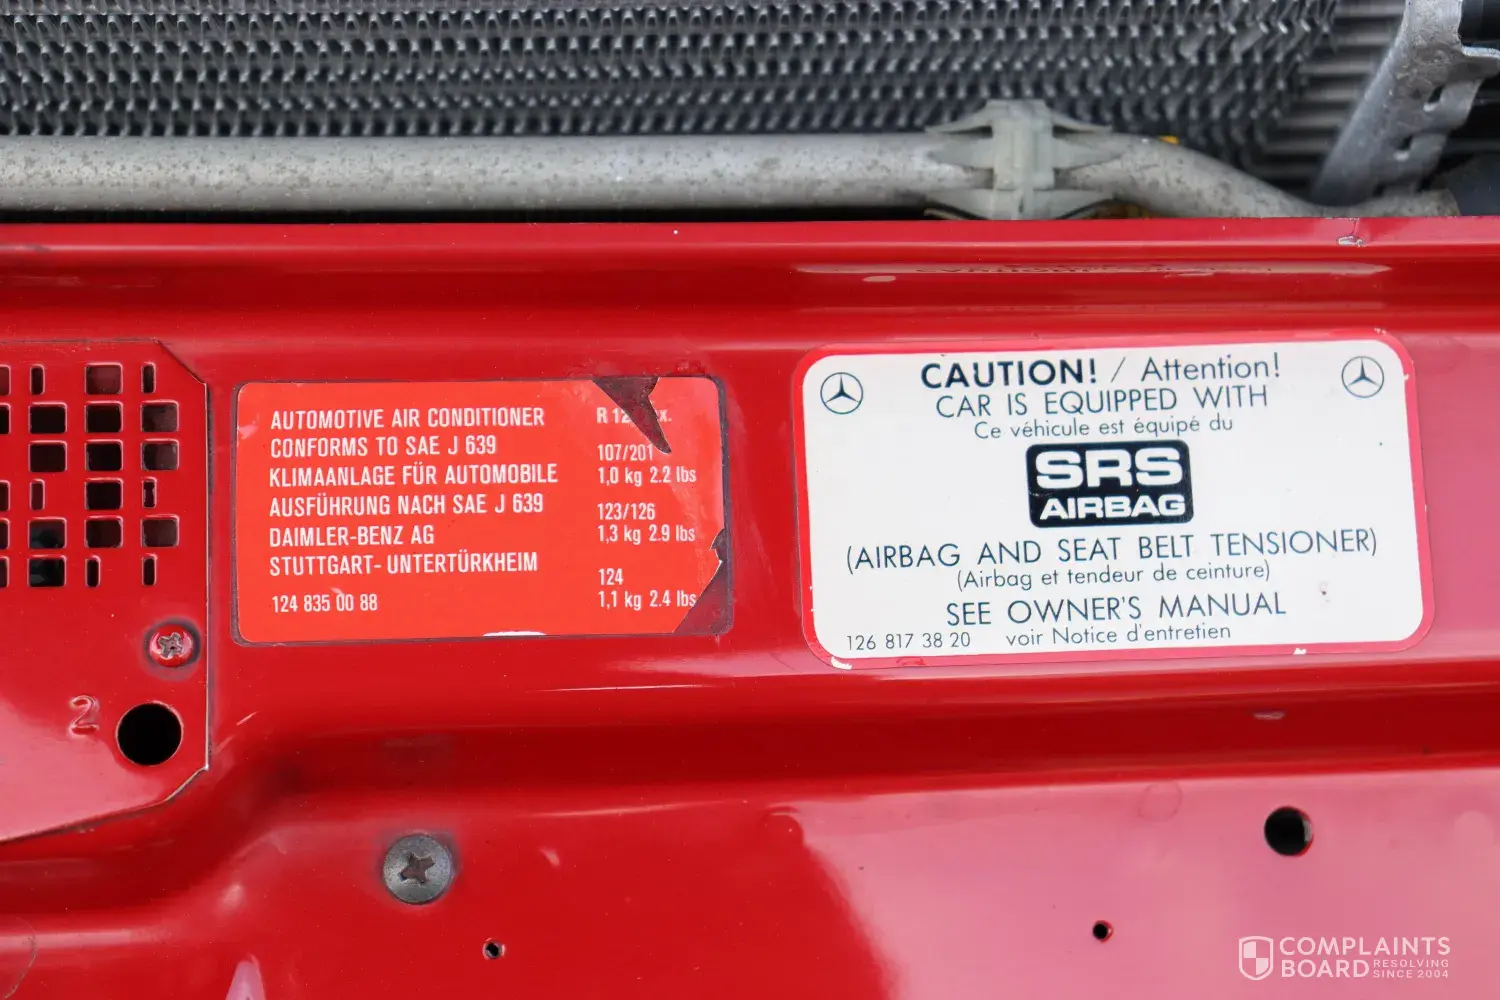 AUTOMOTIVE AIR CONDITIONER
CONFORMS TO SAE J 639
KLIMAANLAGE FÜR AUTOMOBILE
AUSFÜHRUNG NACH SAE J 639
DAIMLER-BENZ AG
STUTTGART- UNTERTÜRKHEIM
124 835 00 88
107/201
1,0 kg 2.2 lbs
123/126
1,3 kg 2.9 lbs
124
1,1 kg 2.4 lbs
CAUTION! / Attention!
CAR IS EQUIPPED WITH
Ce véhicule est équipé du
SRS
AIRBAG
(AIRBAG AND SEAT BELT TENSIONER)
(Airbag et tendeur de ceinture)
SEE OWNER'S MANUAL
126 817 38 20 voir Notice d'entretien
2
COMPLAINTS
BOARD RESOLVING
SINCE 2004